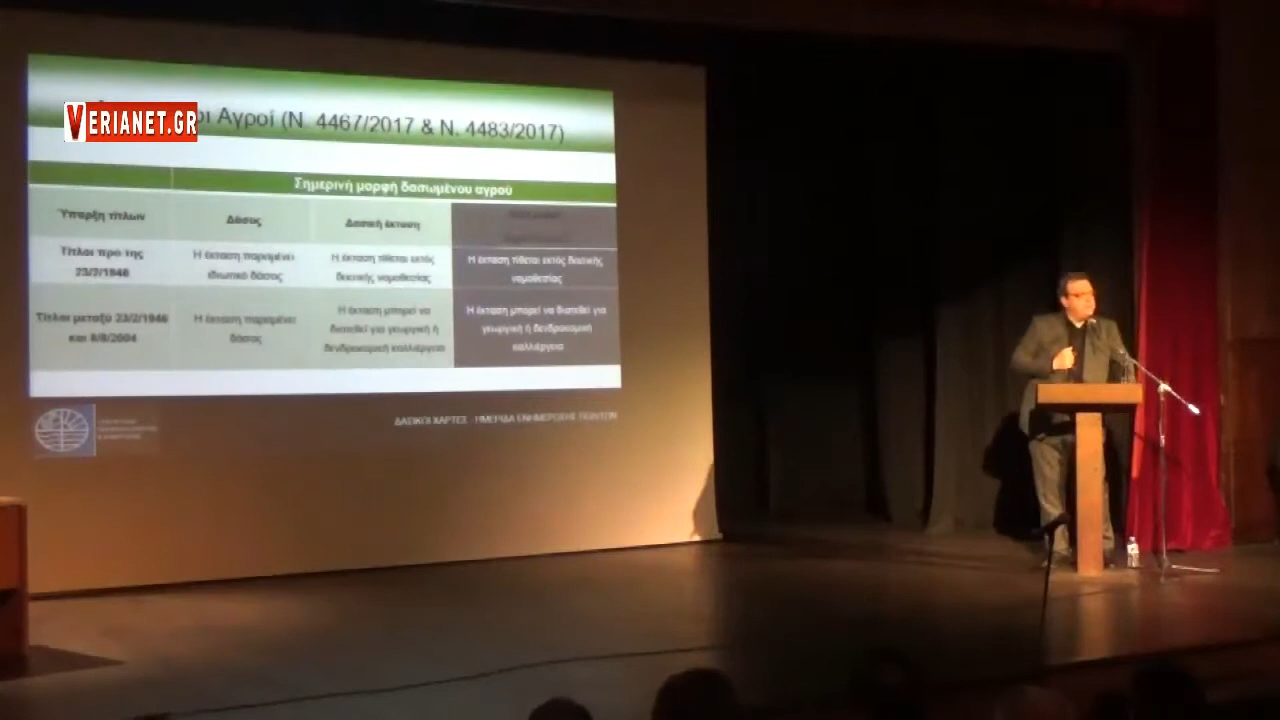 VERIANET.GR
οι Αγροί (Ν. 4467/2017 & Ν. 4483/2017)
Σημερινή μορφή δασωμένου αγρού
Ύπαρξη τίτλων
Δάσος
Δασική έκταση
Τίτλοι προ της
23/2/1946
Η έκταση παραμένει
ιδιωτικό δάσος
Η έκταση τίθεται εκτός
δασικής νομοθεσίας
Η έκταση τίθεται εκτός δασικής
νομοθεσίας
Τίτλοι μεταξύ 23/2/1946
και 8/8/2004
Η έκταση παραμένει
δάσος
Η έκταση μπορεί να
διατεθεί για γεωργική ή
δενδροκομική καλλιέργεια
Η έκταση μπορεί να διατεθεί για
γεωργική ή δενδροκομική
καλλιέργεια
ΔΑΣΙΚΟΙ ΧΑΡΤΕΣ - ΗΜΕΡΙΔΑ ΕΝΗΜΕΡΩΣΗΣ ΠΟΛΙΤΩΝ